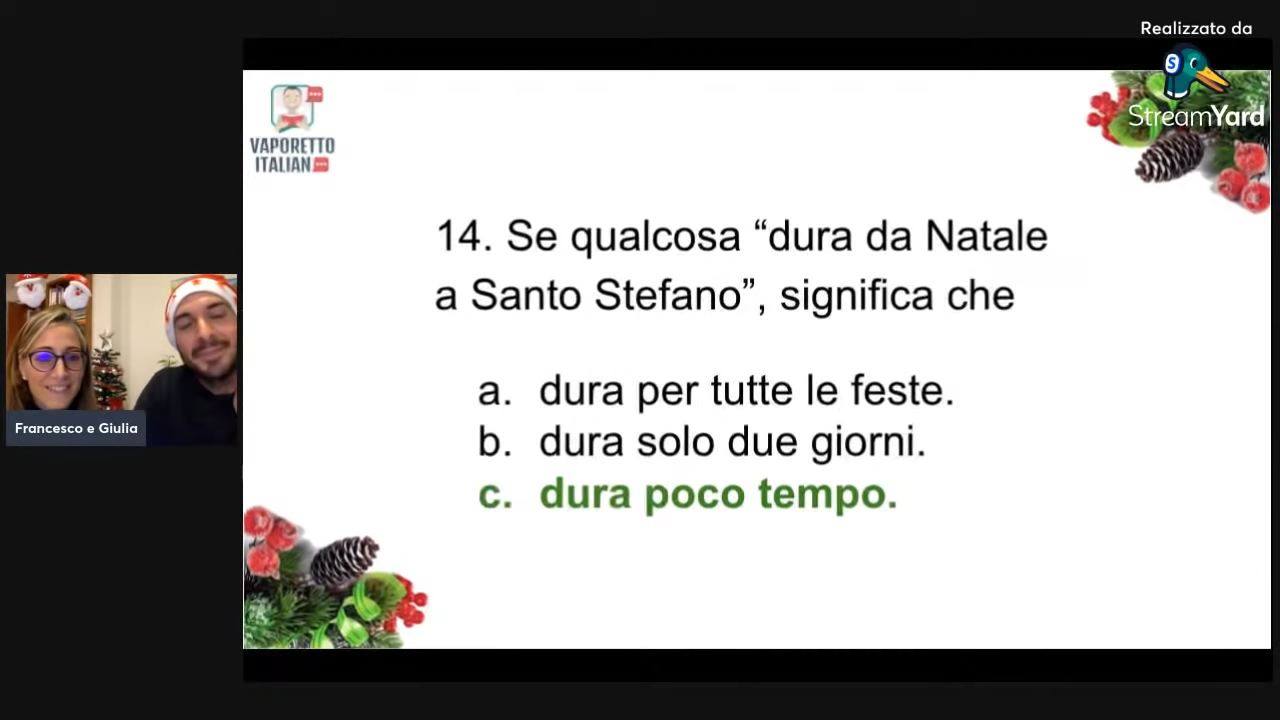 Realizzato da
StreamYard
VAPORETTO
ITALIAN
14. Se qualcosa “dura da Natale
a Santo Stefano”, significa che
a. dura per tutte le feste.
b. dura solo due giorni.
c. dura poco tempo.
Francesco e Giulia